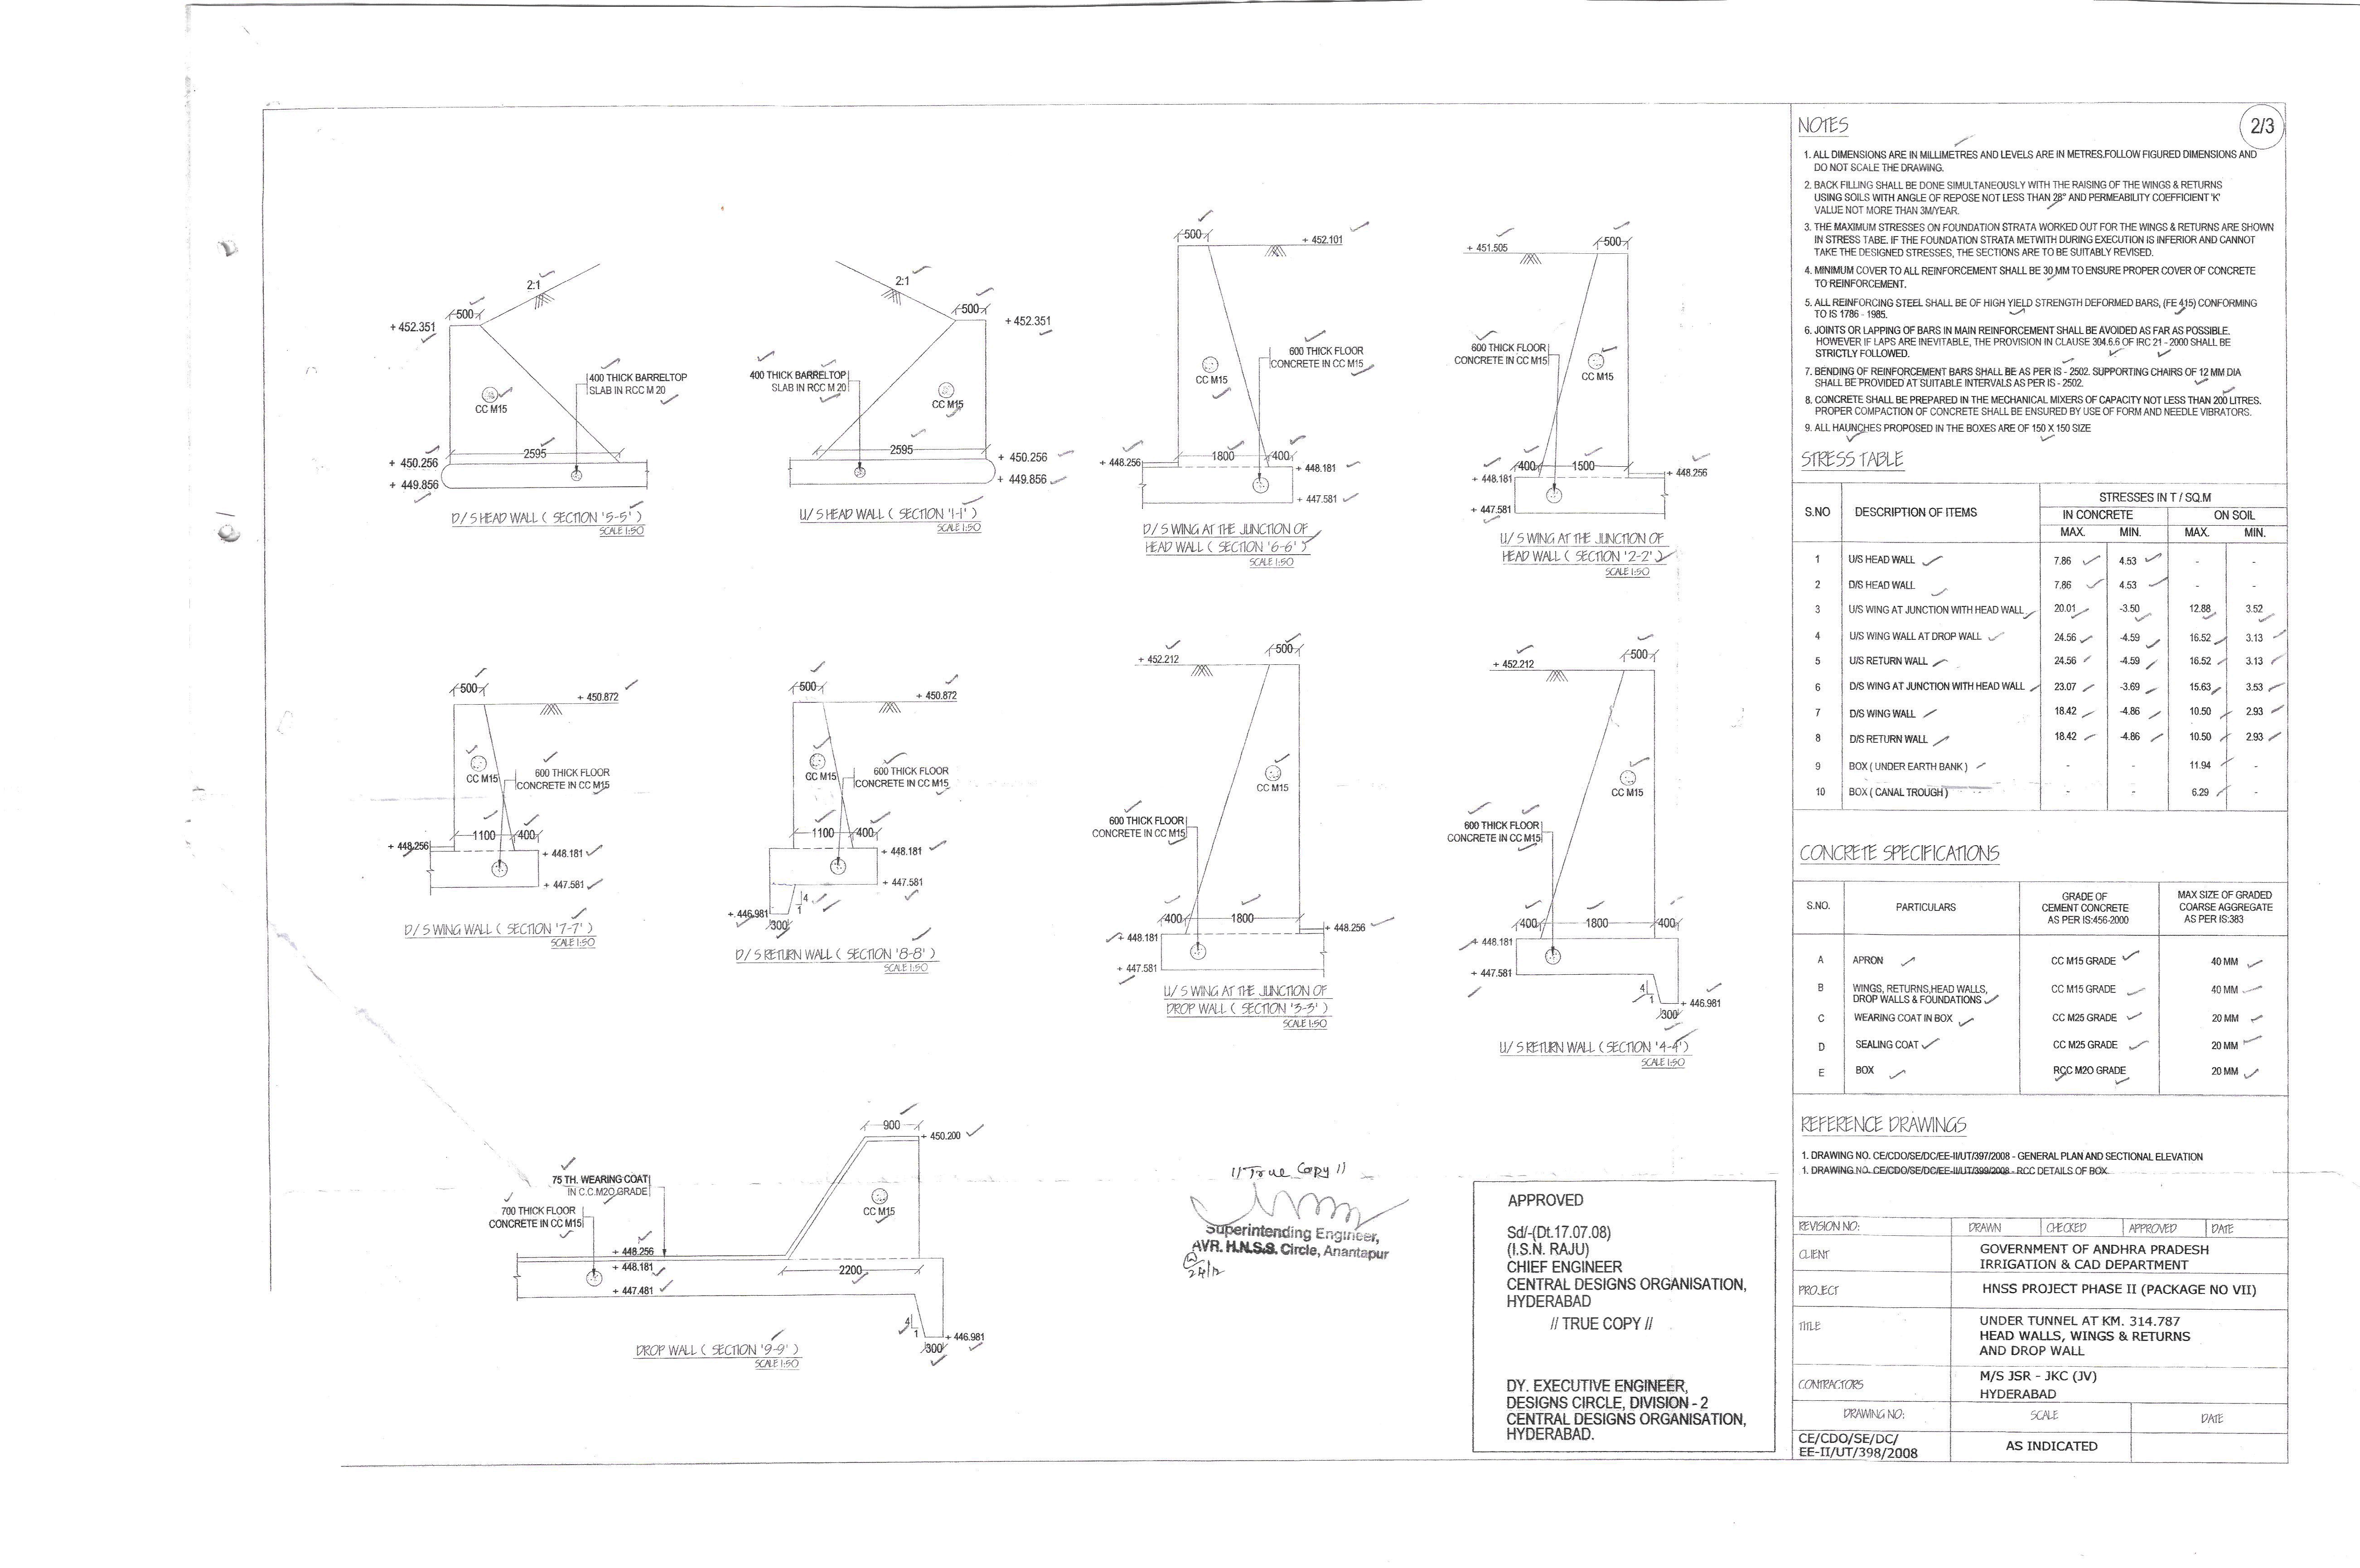 2:1
500
+ 452.351
400 THICK BARRELTOP
SLAB IN RCC M 20
CC M15
2595
+ 450.256
+ 449.856
D/S HEAD WALL ( SECTION '5-5' )
SCALE 1:50
2:1
500
+ 452.351
400 THICK BARRELTOP
SLAB IN RCC M 20
CC M15
2595
+ 450.256
+ 449.856
U/S HEAD WALL ( SECTION '1-1' )
SCALE 1:50
500
+ 452.101
600 THICK FLOOR
CONCRETE IN CC M15
CC M15
1800
400
+ 448.256
+ 448.181
+ 447.581
D/S WING AT THE JUNCTION OF
HEAD WALL ( SECTION '6-6' )
SCALE 1:50
+ 451.505
500
600 THICK FLOOR
CONCRETE IN CC M15
CC M15
400
1500
+ 448.181
+ 448.256
+ 447.581
U/S WING AT THE JUNCTION OF
HEAD WALL ( SECTION '2-2' )
SCALE 1:50
500
+ 450.872
CC M15
600 THICK FLOOR
CONCRETE IN CC M15
1100
400
+ 448.256
+ 448.181
+ 447.581
D/S WING WALL ( SECTION '7-7' )
SCALE 1:50
500
+ 450.872
CC M15
600 THICK FLOOR
CONCRETE IN CC M15
1100
400
+ 448.181
+ 447.581
4
1
+ 446.981
300
D/S RETURN WALL ( SECTION '8-8' )
SCALE 1:50
+ 452.212
500
CC M15
600 THICK FLOOR
CONCRETE IN CC M15
400
1800
+ 448.256
+ 448.181
+ 447.581
U/S WING AT THE JUNCTION OF
DROP WALL ( SECTION '3-3' )
SCALE 1:50
+ 452.212
500
CC M15
600 THICK FLOOR
CONCRETE IN CC M15
400
1800
400
+ 448.181
+ 447.581
4
1
+ 446.981
300
U/S RETURN WALL ( SECTION '4-4' )
SCALE 1:50
900
+ 450.200
75 TH. WEARING COAT
IN C.C.M2O GRADE
700 THICK FLOOR
CONCRETE IN CC M15
CC M15
+ 448.256
+ 448.181
+ 447.481
2200
4
1
+ 446.981
300
DROP WALL ( SECTION '9-9' )
SCALE 1:50
// True Copy //
Superintending Engineer,
AVR. H.N.S.S. Circle, Anantapur
24/12
APPROVED
Sd/-(Dt.17.07.08)
(I.S.N. RAJU)
CHIEF ENGINEER
CENTRAL DESIGNS ORGANISATION,
HYDERABAD
// TRUE COPY //
DY. EXECUTIVE ENGINEER,
DESIGNS CIRCLE, DIVISION - 2
CENTRAL DESIGNS ORGANISATION,
HYDERABAD.
NOTES
2/3
1. ALL DIMENSIONS ARE IN MILLIMETRES AND LEVELS ARE IN METRES.FOLLOW FIGURED DIMENSIONS AND
DO NOT SCALE THE DRAWING.
2. BACK FILLING SHALL BE DONE SIMULTANEOUSLY WITH THE RAISING OF THE WINGS & RETURNS
USING SOILS WITH ANGLE OF REPOSE NOT LESS THAN 28° AND PERMEABILITY COEFFICIENT 'K'
VALUE NOT MORE THAN 3M/YEAR.
3. THE MAXIMUM STRESSES ON FOUNDATION STRATA WORKED OUT FOR THE WINGS & RETURNS ARE SHOWN
IN STRESS TABE. IF THE FOUNDATION STRATA METWITH DURING EXECUTION IS INFERIOR AND CANNOT
TAKE THE DESIGNED STRESSES, THE SECTIONS ARE TO BE SUITABLY REVISED.
4. MINIMUM COVER TO ALL REINFORCEMENT SHALL BE 30 MM TO ENSURE PROPER COVER OF CONCRETE
TO REINFORCEMENT.
5. ALL REINFORCING STEEL SHALL BE OF HIGH YIELD STRENGTH DEFORMED BARS, (FE 415) CONFORMING
TO IS 1786 - 1985.
6. JOINTS OR LAPPING OF BARS IN MAIN REINFORCEMENT SHALL BE AVOIDED AS FAR AS POSSIBLE.
HOWEVER IF LAPS ARE INEVITABLE, THE PROVISION IN CLAUSE 304.6.6 OF IRC 21 - 2000 SHALL BE
STRICTLY FOLLOWED.
7. BENDING OF REINFORCEMENT BARS SHALL BE AS PER IS - 2502. SUPPORTING CHAIRS OF 12 MM DIA
SHALL BE PROVIDED AT SUITABLE INTERVALS AS PER IS - 2502.
8. CONCRETE SHALL BE PREPARED IN THE MECHANICAL MIXERS OF CAPACITY NOT LESS THAN 200 LITRES.
PROPER COMPACTION OF CONCRETE SHALL BE ENSURED BY USE OF FORM AND NEEDLE VIBRATORS.
9. ALL HAUNCHES PROPOSED IN THE BOXES ARE OF 150 X 150 SIZE
STRESS TABLE
S.NO DESCRIPTION OF ITEMS STRESSES IN T / SQ.M
IN CONCRETE ON SOIL
MAX. MIN. MAX. MIN.
1 U/S HEAD WALL 7.86 4.53 - -
2 D/S HEAD WALL 7.86 4.53 - -
3 U/S WING AT JUNCTION WITH HEAD WALL 20.01 -3.50 12.88 3.52
4 U/S WING WALL AT DROP WALL 24.56 -4.59 16.52 3.13
5 U/S RETURN WALL 24.56 -4.59 16.52 3.13
6 D/S WING AT JUNCTION WITH HEAD WALL 23.07 -3.69 15.63 3.53
7 D/S WING WALL 18.42 -4.86 10.50 2.93
8 D/S RETURN WALL 18.42 -4.86 10.50 2.93
9 BOX ( UNDER EARTH BANK ) - - 11.94 -
10 BOX ( CANAL TROUGH ) - - 6.29 -
CONCRETE SPECIFICATIONS
S.NO. PARTICULARS GRADE OF CEMENT CONCRETE AS PER IS:456-2000 MAX SIZE OF GRADED COARSE AGGREGATE AS PER IS:383
A APRON CC M15 GRADE 40 MM
B WINGS, RETURNS,HEAD WALLS, DROP WALLS & FOUNDATIONS CC M15 GRADE 40 MM
C WEARING COAT IN BOX CC M25 GRADE 20 MM
D SEALING COAT CC M25 GRADE 20 MM
E BOX RCC M2O GRADE 20 MM
REFERENCE DRAWINGS
1. DRAWING NO. CE/CDO/SE/DC/EE-II/UT/397/2008 - GENERAL PLAN AND SECTIONAL ELEVATION
1. DRAWING NO. CE/CDO/SE/DC/EE-II/UT/399/2008 - RCC DETAILS OF BOX
REVISION NO: DRAWN CHECKED APPROVED DATE
CLIENT GOVERNMENT OF ANDHRA PRADESH
IRRIGATION & CAD DEPARTMENT
PROJECT HNSS PROJECT PHASE II (PACKAGE NO VII)
TITLE UNDER TUNNEL AT KM. 314.787
HEAD WALLS, WINGS & RETURNS
AND DROP WALL
CONTRACTORS M/S JSR - JKC (JV)
HYDERABAD
DRAWING NO: SCALE DATE
CE/CDO/SE/DC/
EE-II/UT/398/2008 AS INDICATED